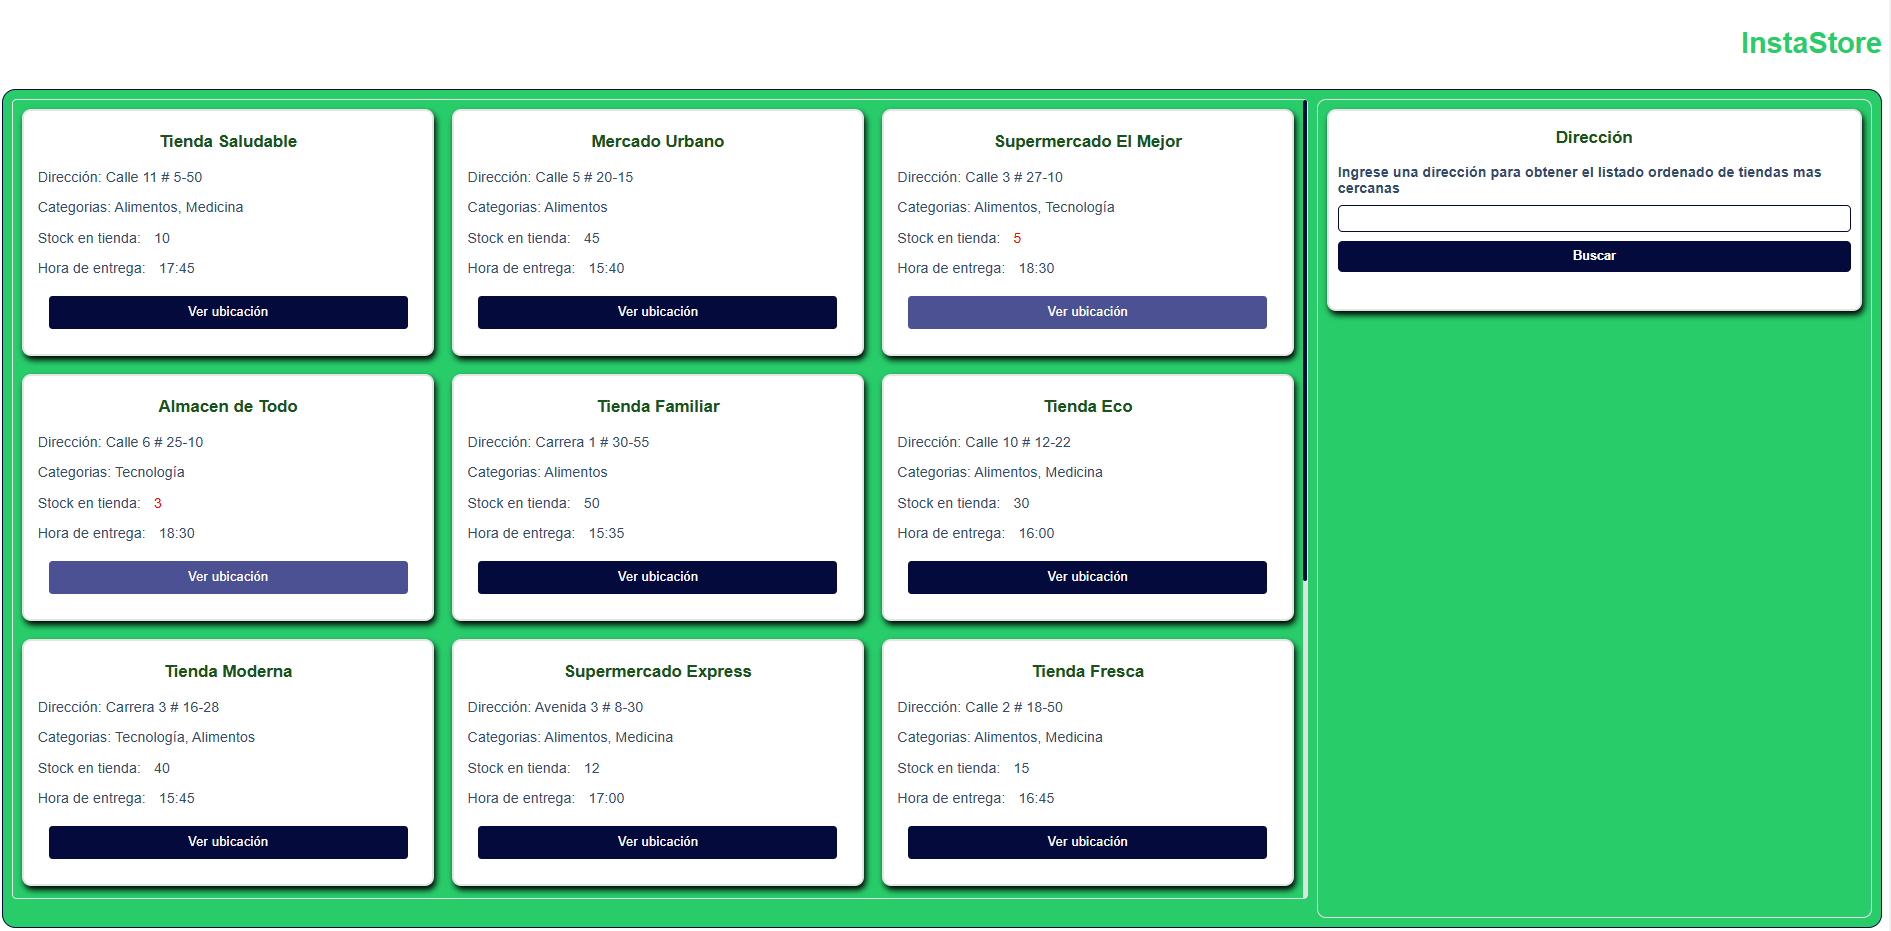 InstaStore
Tienda Saludable
Dirección: Calle 11 # 5-50
Categorias: Alimentos, Medicina
Stock en tienda: 10
Hora de entrega: 17:45
Ver ubicación
Mercado Urbano
Dirección: Calle 5 # 20-15
Categorias: Alimentos
Stock en tienda: 45
Hora de entrega: 15:40
Ver ubicación
Supermercado El Mejor
Dirección: Calle 3 # 27-10
Categorias: Alimentos, Tecnología
Stock en tienda: 5
Hora de entrega: 18:30
Ver ubicación
Almacen de Todo
Dirección: Calle 6 # 25-10
Categorias: Tecnología
Stock en tienda: 3
Hora de entrega: 18:30
Ver ubicación
Tienda Familiar
Dirección: Carrera 1 # 30-55
Categorias: Alimentos
Stock en tienda: 50
Hora de entrega: 15:35
Ver ubicación
Tienda Eco
Dirección: Calle 10 # 12-22
Categorias: Alimentos, Medicina
Stock en tienda: 30
Hora de entrega: 16:00
Ver ubicación
Tienda Moderna
Dirección: Carrera 3 # 16-28
Categorias: Tecnología, Alimentos
Stock en tienda: 40
Hora de entrega: 15:45
Ver ubicación
Supermercado Express
Dirección: Avenida 3 # 8-30
Categorias: Alimentos, Medicina
Stock en tienda: 12
Hora de entrega: 17:00
Ver ubicación
Tienda Fresca
Dirección: Calle 2 # 18-50
Categorias: Alimentos, Medicina
Stock en tienda: 15
Hora de entrega: 16:45
Ver ubicación
Dirección
Ingrese una dirección para obtener el listado ordenado de tiendas mas
cercanas
Buscar